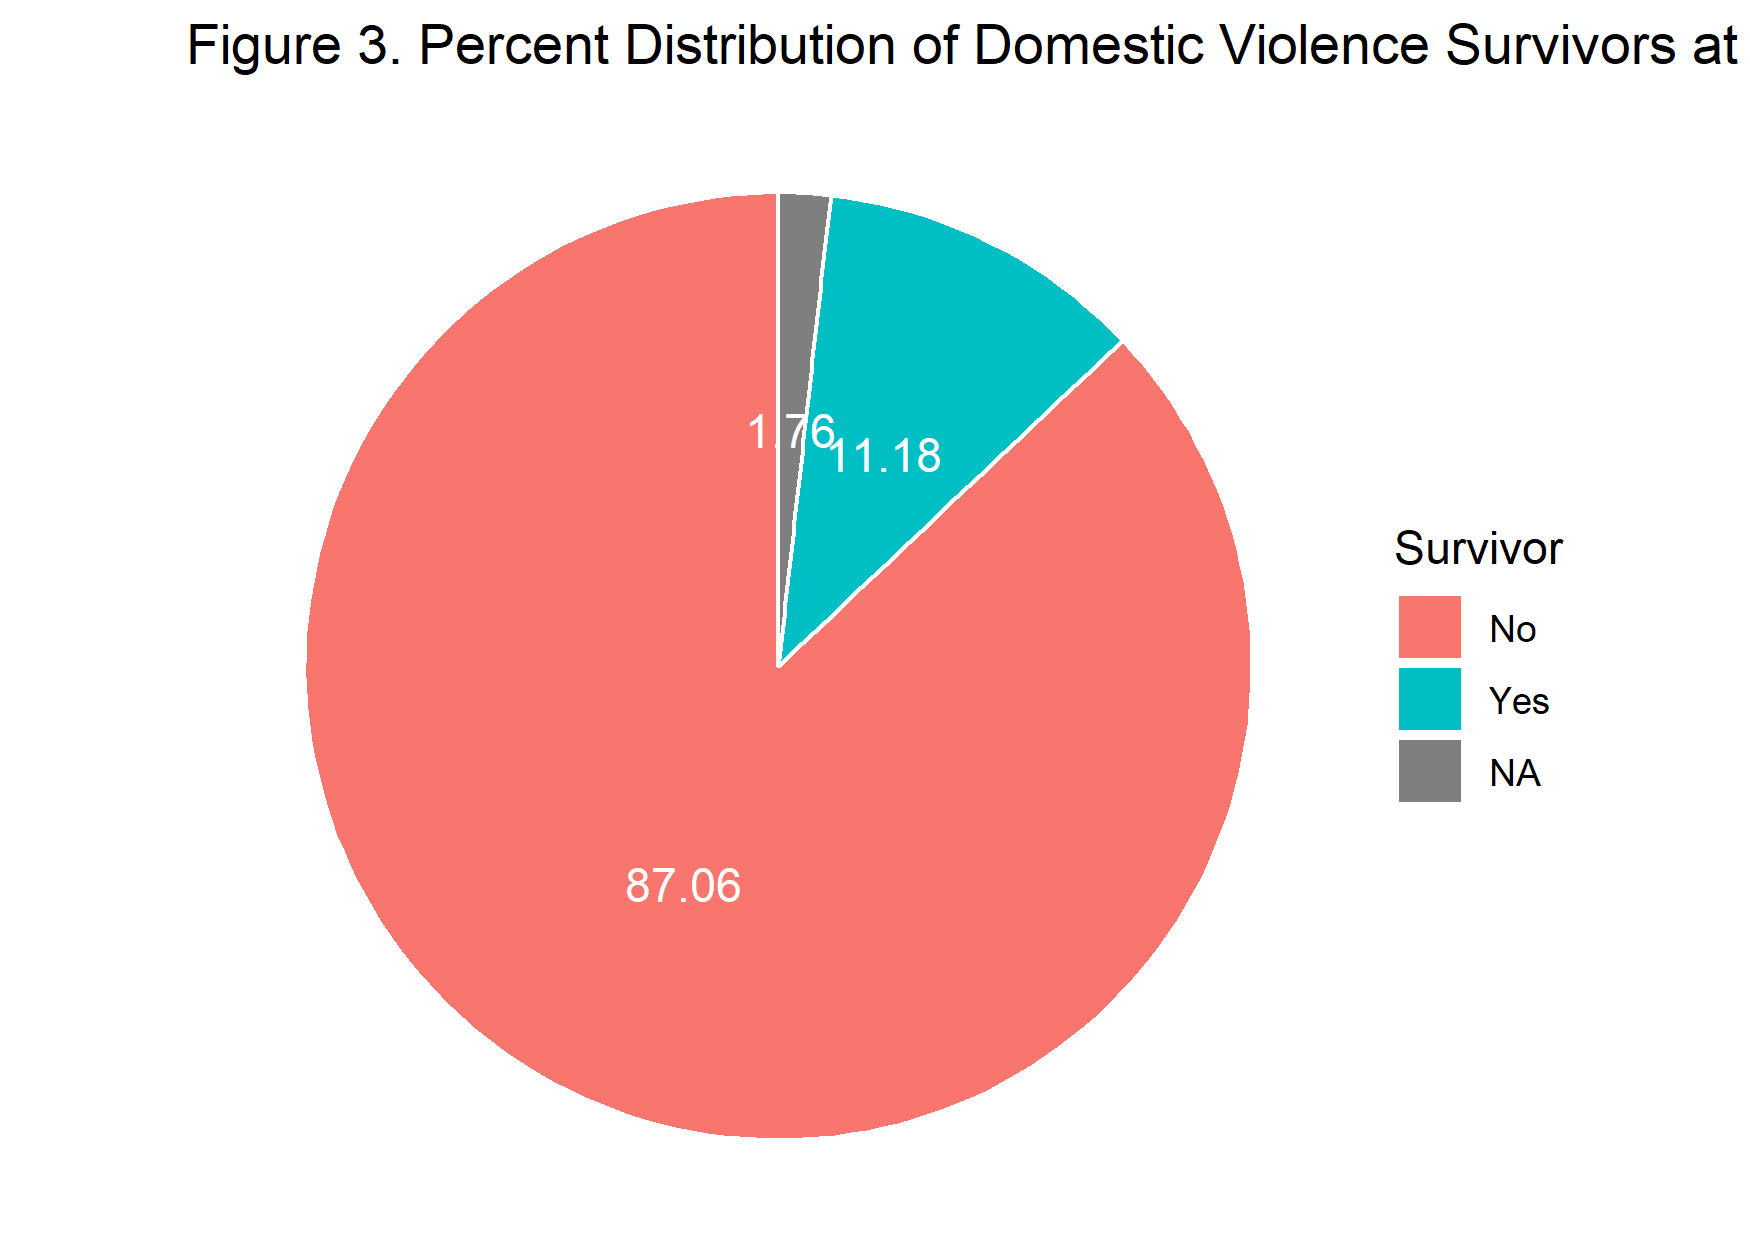 Figure 3. Percent Distribution of Domestic Violence Survivors at
1.76
11.18
87.06
Survivor
No
Yes
NA